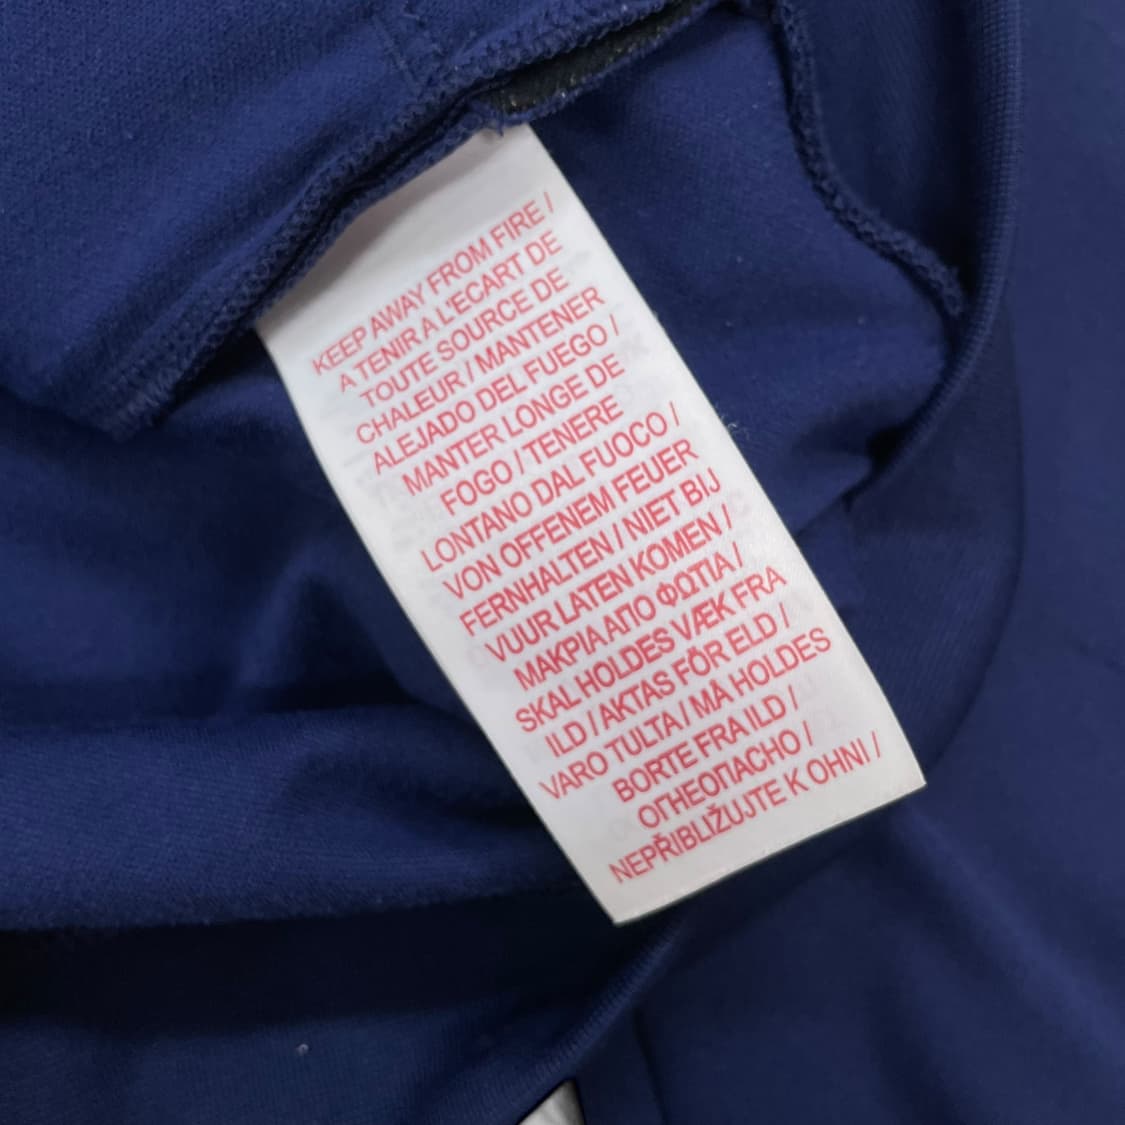 KEEP AWAY FROM FIRE /
A TENIR A L'ECART DE
TOUTE SOURCE DE
CHALEUR / MANTENER
ALEJADO DEL FUEGO /
MANTER LONGE DE
FOGO / TENERE
LONTANO DAL FUOCO /
VON OFFENEM FEUER
FERNHALTEN / NIET BIJ
VUUR LATEN KOMEN /
ΜΑΚΡΙΑ ΑΠΟ ΦΩΤΙΑ /
SKAL HOLDES VÆK FRA
ILD / AKTAS FÖR ELD /
VARO TULTA / MÅ HOLDES
BORTE FRA ILD /
ОГНЕОПАСНО /
NEPŘIBLIŽUJTE K OHNI /